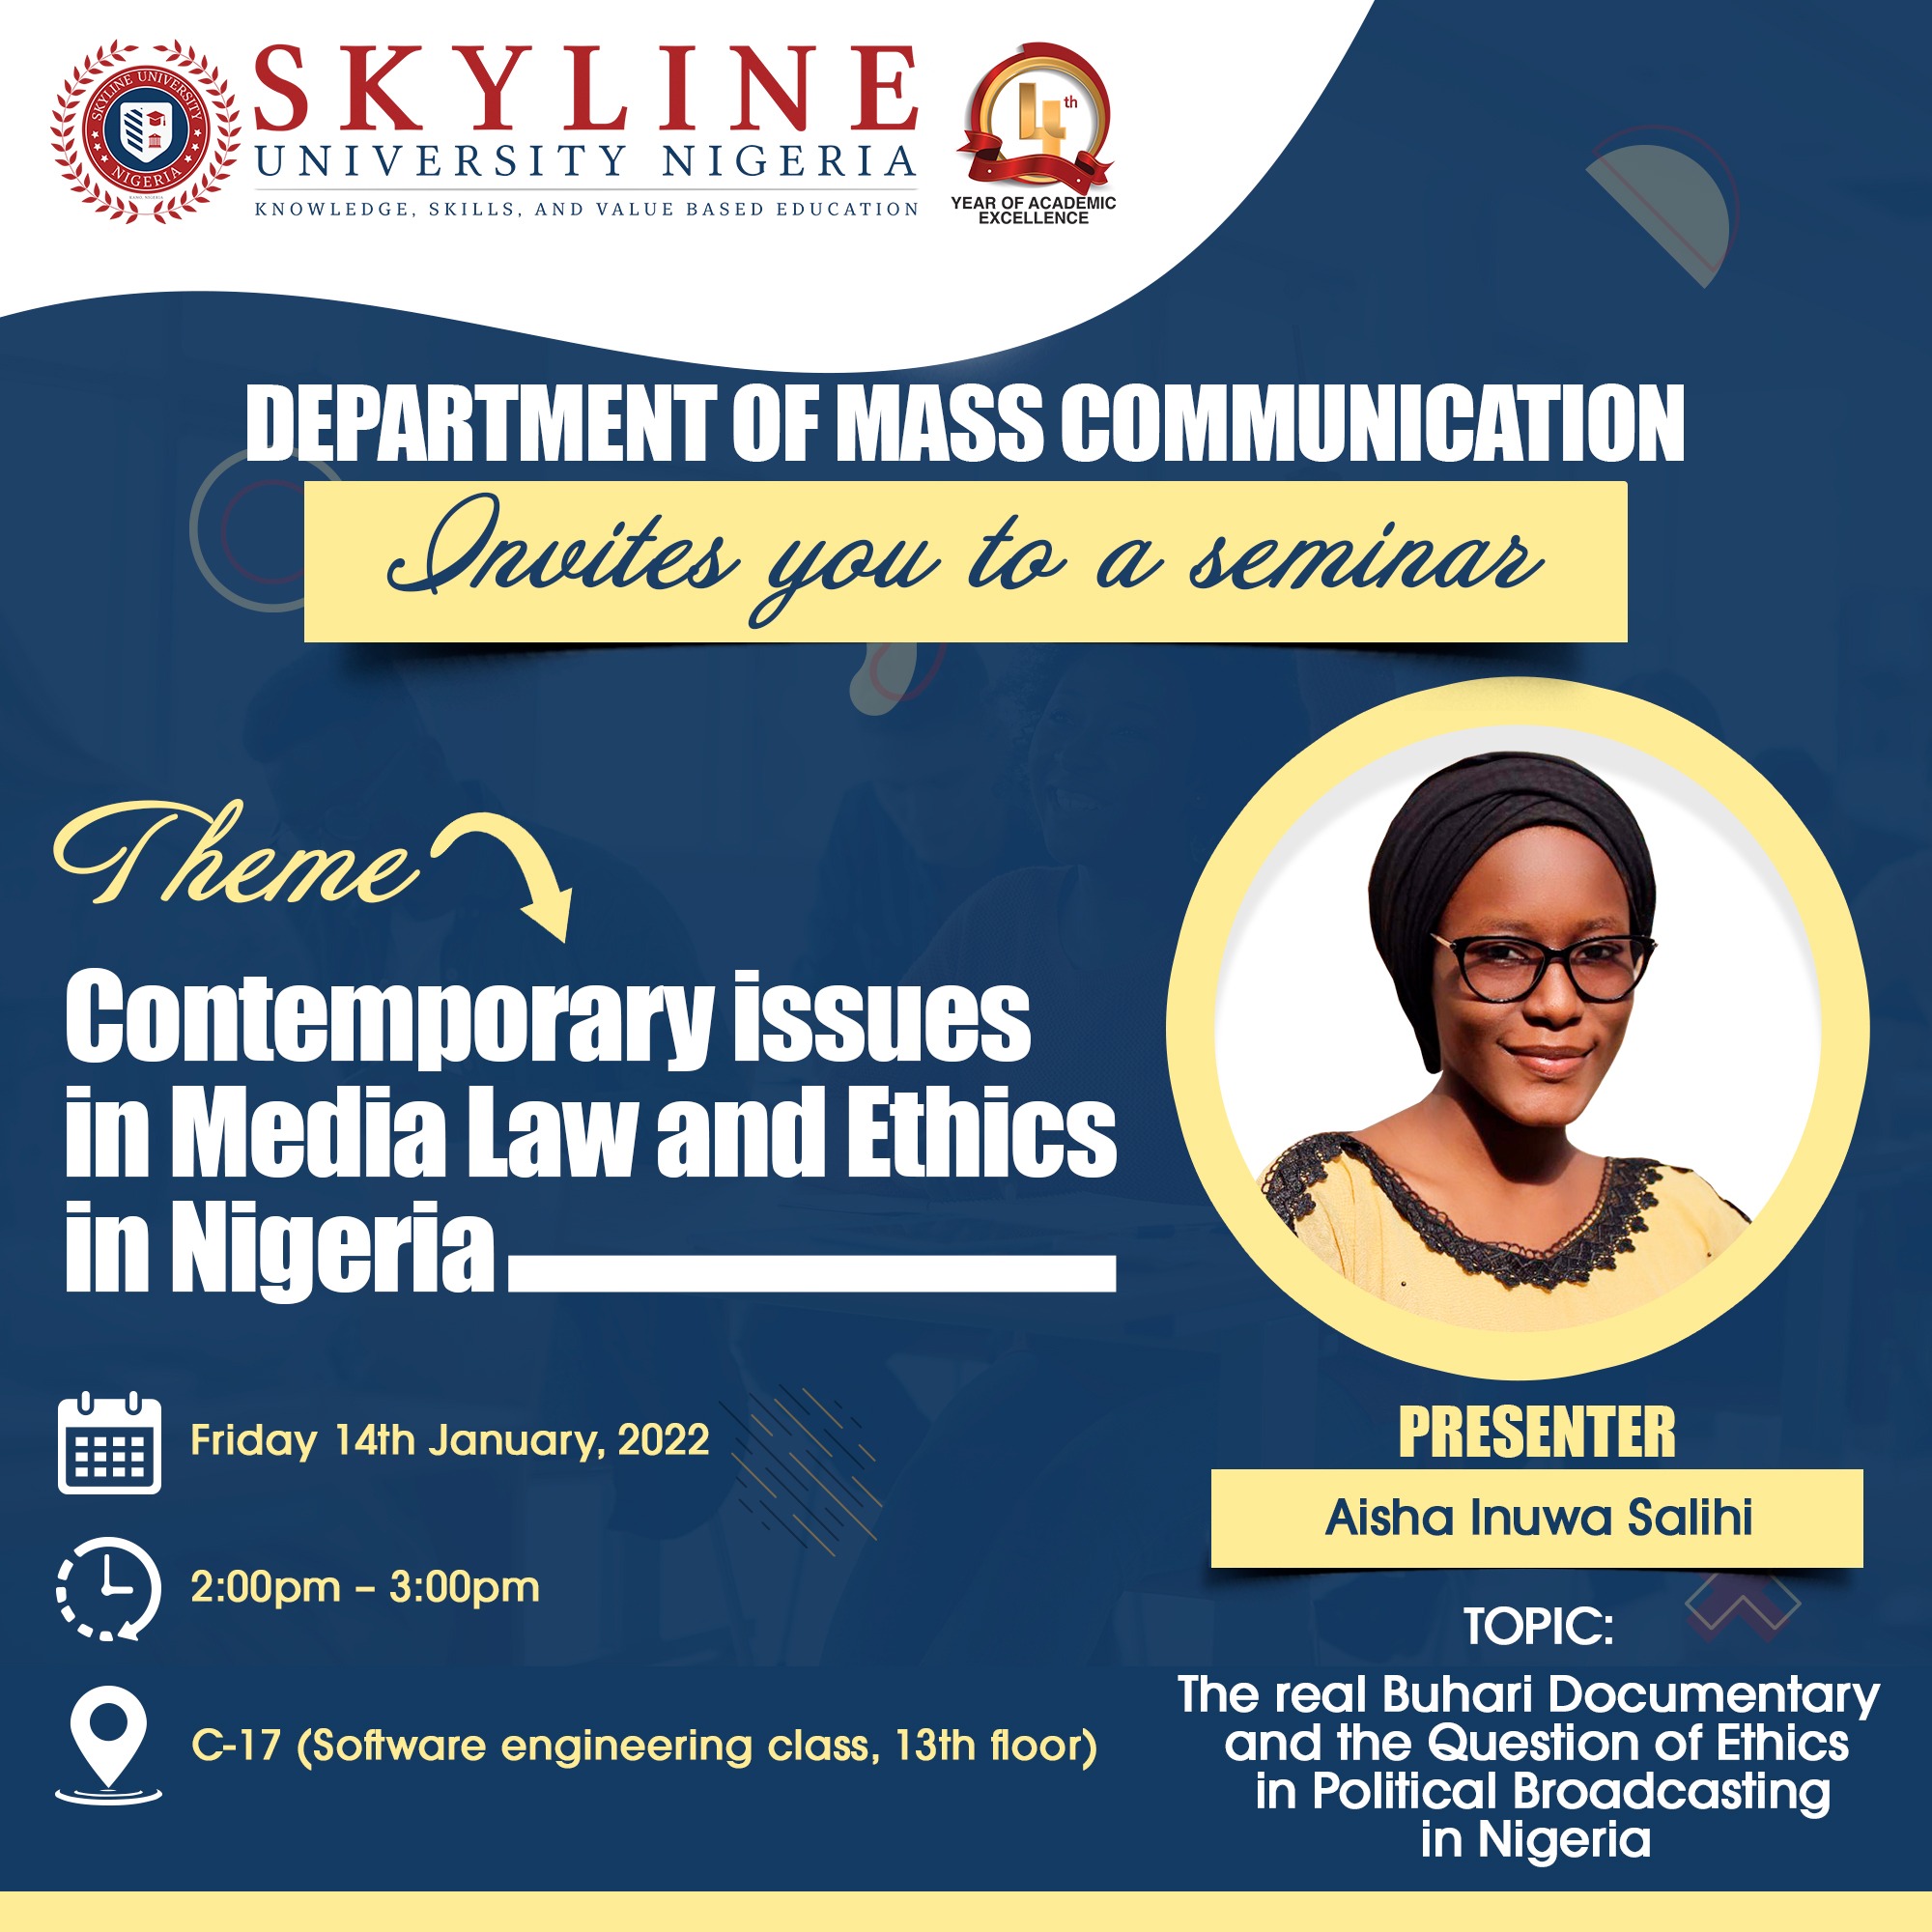 SKYLINE UNIVERSITY
NIGERIA
SKYLINE
UNIVERSITY NIGERIA
KNOWLEDGE, SKILLS, AND VALUE BASED EDUCATION
4th
YEAR OF ACADEMIC
EXCELLENCE
DEPARTMENT OF MASS COMMUNICATION
Invites you to a seminar
Theme
Contemporary issues
in Media Law and Ethics
in Nigeria
Friday 14th January, 2022
2:00pm – 3:00pm
C-17 (Software engineering class, 13th floor)
PRESENTER
Aisha Inuwa Salihi
TOPIC:
The real Buhari Documentary
and the Question of Ethics
in Political Broadcasting
in Nigeria